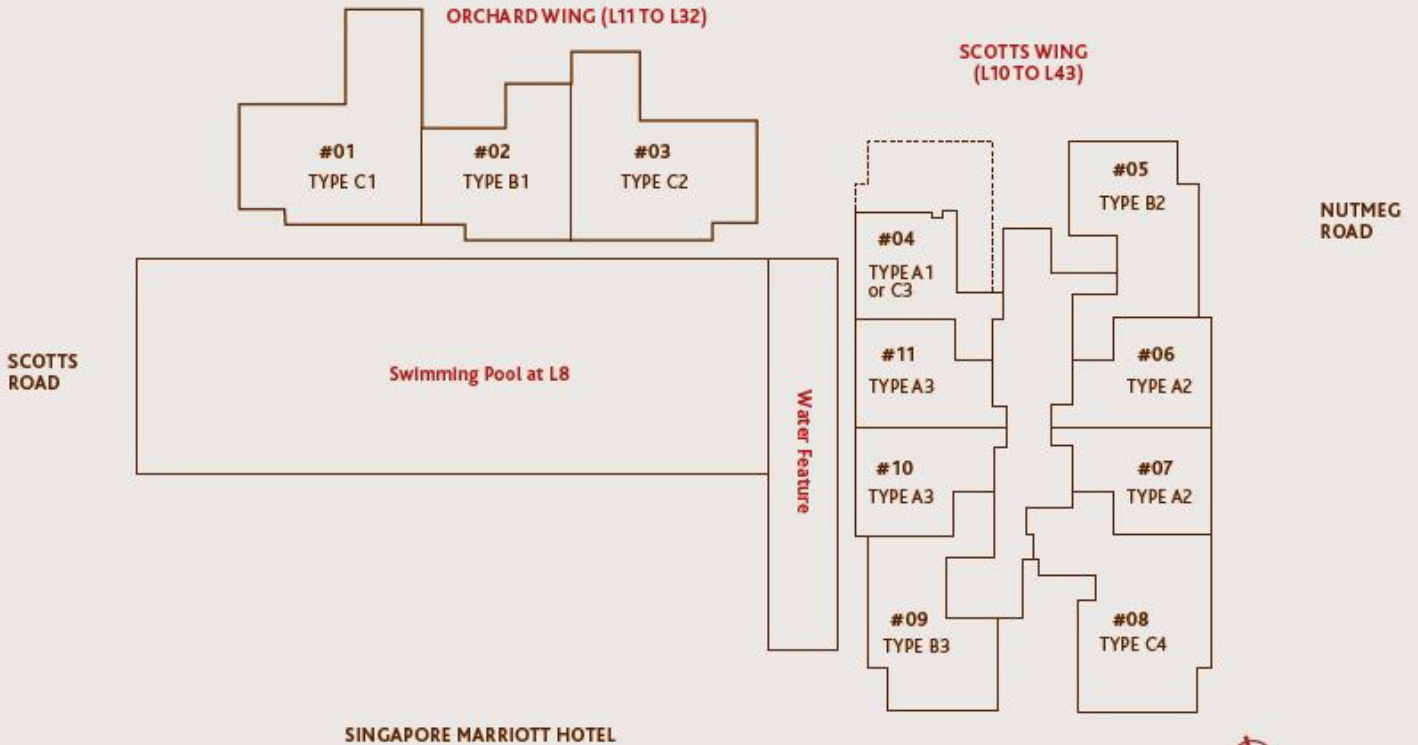 ORCHARD WING (L11 TO L32)
SCOTTS WING
(L10 TO L43)
#01
TYPE C1
#02
TYPE B1
#03
TYPE C2
#04
TYPE A1
or C3
#05
TYPE B2
NUTMEG
ROAD
SCOTTS
ROAD
Swimming Pool at L8
Water Feature
#11
TYPE A3
#06
TYPE A2
#10
TYPE A3
#07
TYPE A2
#09
TYPE B3
#08
TYPE C4
SINGAPORE MARRIOTT HOTEL